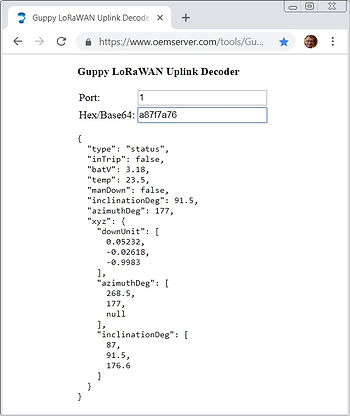 Guppy LoRaWAN Uplink Decoder
https://www.oemserver.com/tools/Gu...
Guppy LoRaWAN Uplink Decoder
Port: 1
Hex/Base64: a87f7a76
{
"type": "status",
"inTrip": false,
"batV": 3.18,
"temp": 23.5,
"manDown": false,
"inclinationDeg": 91.5,
"azimuthDeg": 177,
"xyz": {
"downUnit": [
0.05232,
-0.02618,
-0.9983
],
"azimuthDeg": [
268.5,
177,
null
],
"inclinationDeg": [
87,
91.5,
176.6
]
}
}